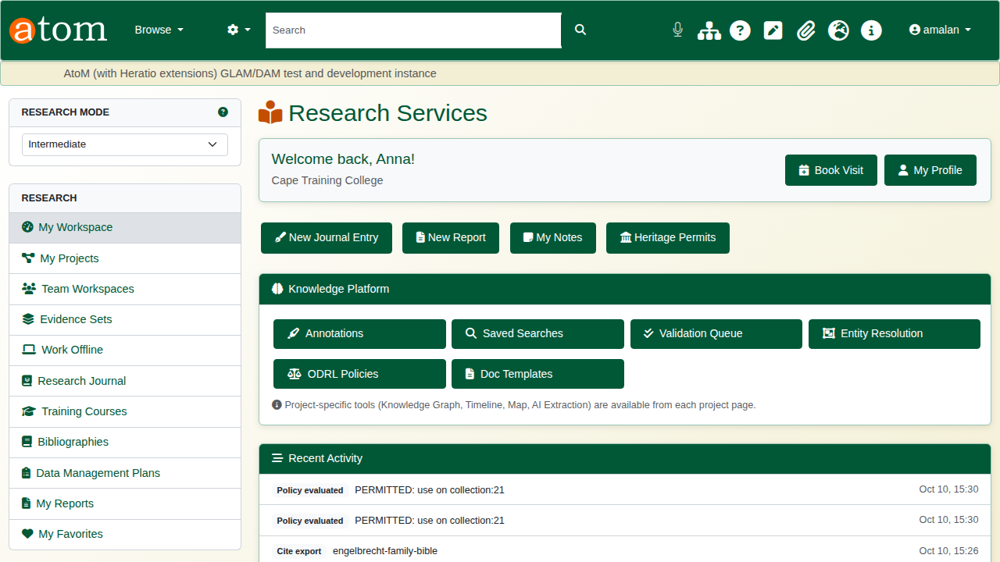 atom
Browse
Search
amalan
AtoM (with Heratio extensions) GLAM/DAM test and development instance
RESEARCH MODE
Intermediate
RESEARCH
My Workspace
My Projects
Team Workspaces
Evidence Sets
Work Offline
Research Journal
Training Courses
Bibliographies
Data Management Plans
My Reports
My Favorites
Research Services
Welcome back, Anna!
Cape Training College
Book Visit
My Profile
New Journal Entry
New Report
My Notes
Heritage Permits
Knowledge Platform
Annotations
Saved Searches
Validation Queue
Entity Resolution
ODRL Policies
Doc Templates
Project-specific tools (Knowledge Graph, Timeline, Map, AI Extraction) are available from each project page.
Recent Activity
Policy evaluated PERMITTED: use on collection:21 Oct 10, 15:30
Policy evaluated PERMITTED: use on collection:21 Oct 10, 15:30
Cite export engelbrecht-family-bible Oct 10, 15:26